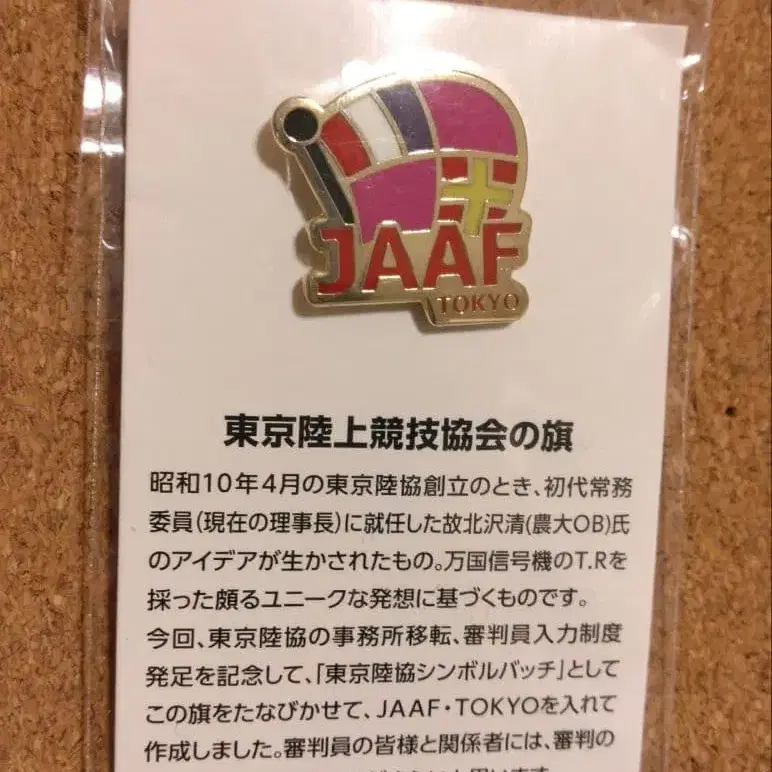 JAAF
TOKYO
東京陸上競技協会の旗
昭和10年4月の東京陸協創立のとき、初代常務
委員(現在の理事長)に就任した故北沢清(農大OB)氏
のアイデアが生かされたもの。万国信号機のT.Rを
採った頗るユニークな発想に基づくものです。
今回、東京陸協の事務所移転、審判員入力制度
発足を記念して、「東京陸協シンボルバッチ」として
この旗をたなびかせて、JAAF・TOKYOを入れて
作成しました。審判員の皆様と関係者には、審判の